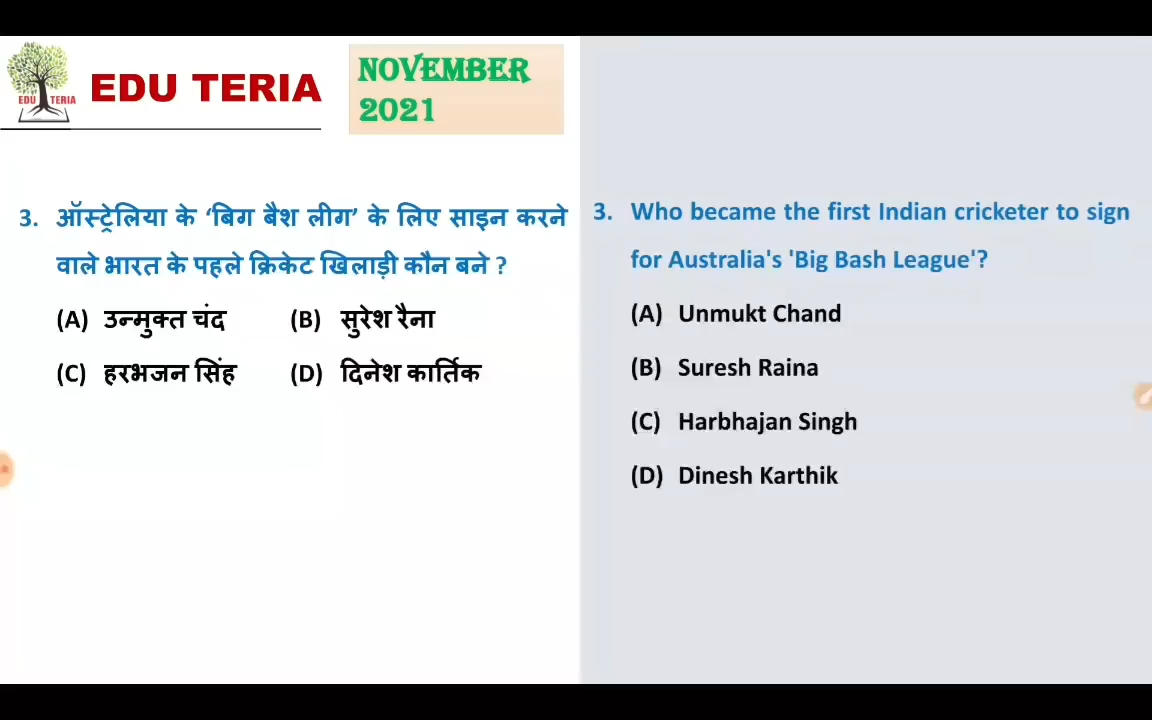 EDU TERIA
EDU TERIA
NOVEMBER
2021
3. ऑस्ट्रेलिया के ‘बिग बैश लीग’ के लिए साइन करने
वाले भारत के पहले क्रिकेट खिलाड़ी कौन बने ?
(A) उन्मुक्त चंद (B) सुरेश रैना
(C) हरभजन सिंह (D) दिनेश कार्तिक
3. Who became the first Indian cricketer to sign
for Australia's 'Big Bash League'?
(A) Unmukt Chand
(B) Suresh Raina
(C) Harbhajan Singh
(D) Dinesh Karthik